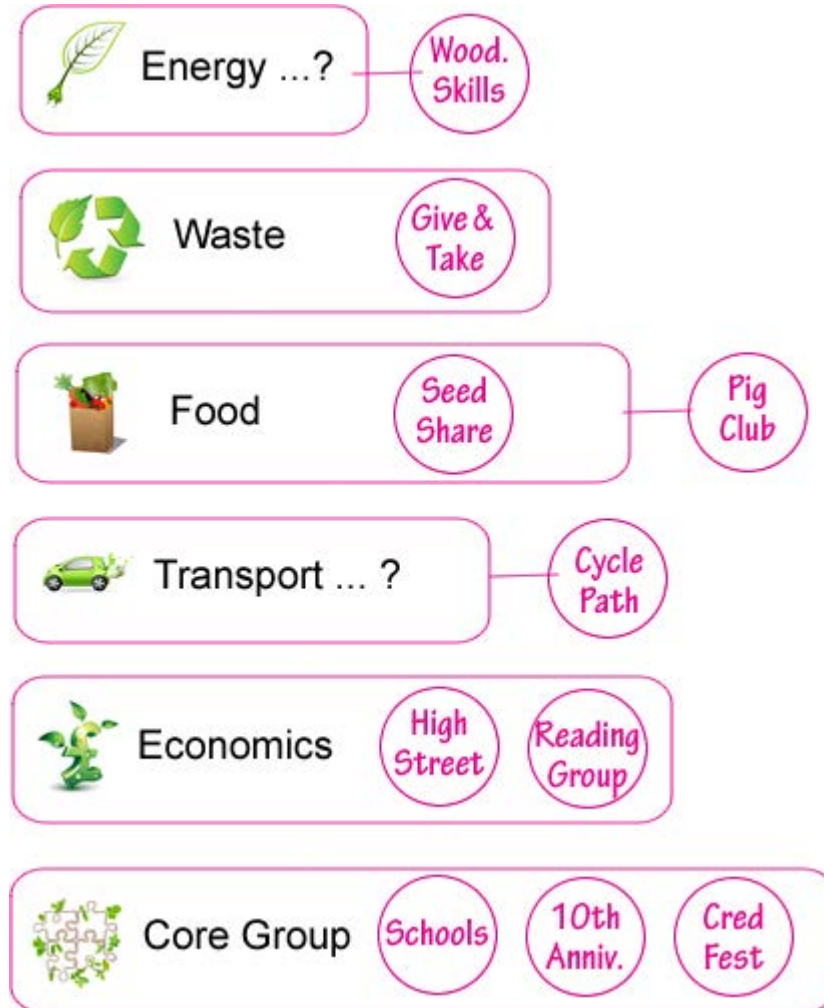 Energy ...?
Wood.
Skills
Waste
Give &
Take
Food
Seed
Share
Pig
Club
Transport ... ?
Cycle
Path
Economics
High
Street
Reading
Group
Core Group
Schools
10th
Anniv.
Cred
Fest